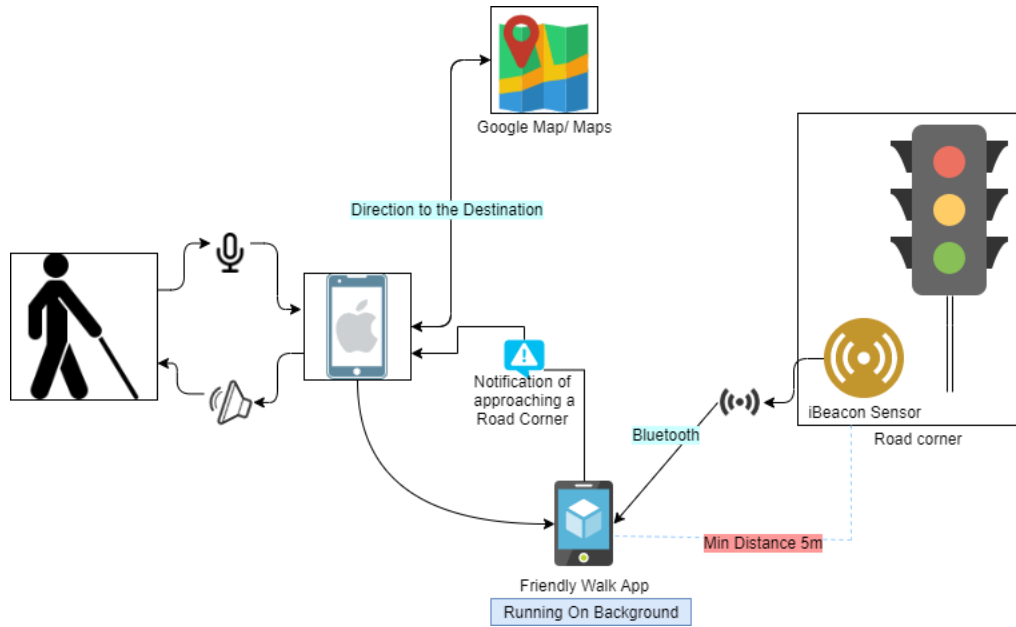 Google Map/ Maps
Direction to the Destination
Notification of
approaching a
Road Corner
iBeacon Sensor
Road corner
Bluetooth
Min Distance 5m
Friendly Walk App
Running On Background